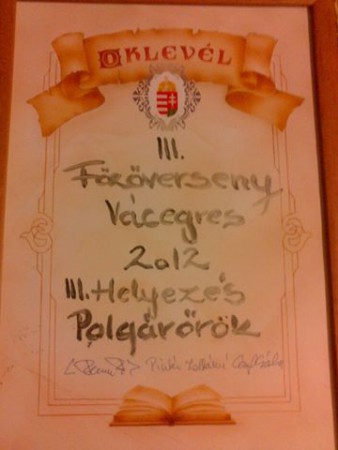 OKLEVÉL
III.
Főzőverseny
Vácegres
2012
III. Helyezés
Polgárőrök